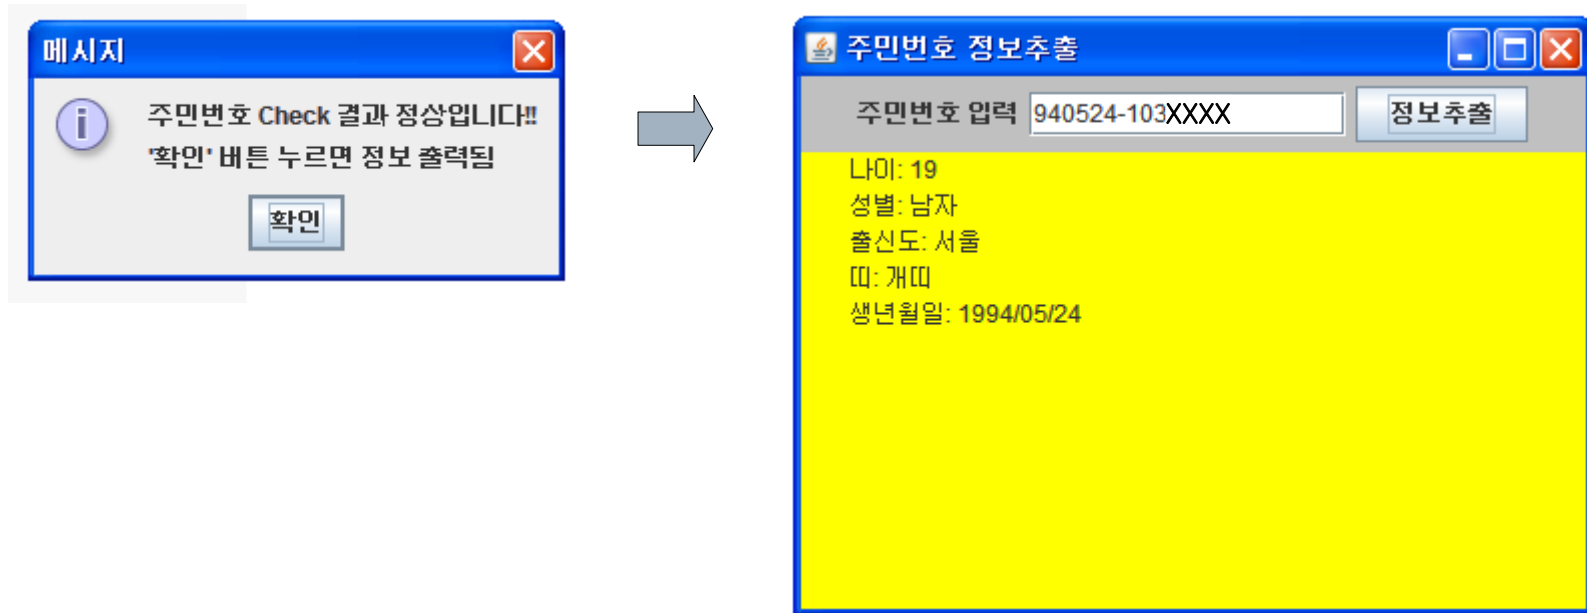 메시지
주민번호 Check 결과 정상입니다!!
'확인' 버튼 누르면 정보 출력됨
확인
주민번호 정보추출
주민번호 입력 940524-103XXXX 정보추출
나이: 19
성별: 남자
출신도: 서울
띠: 개띠
생년월일: 1994/05/24